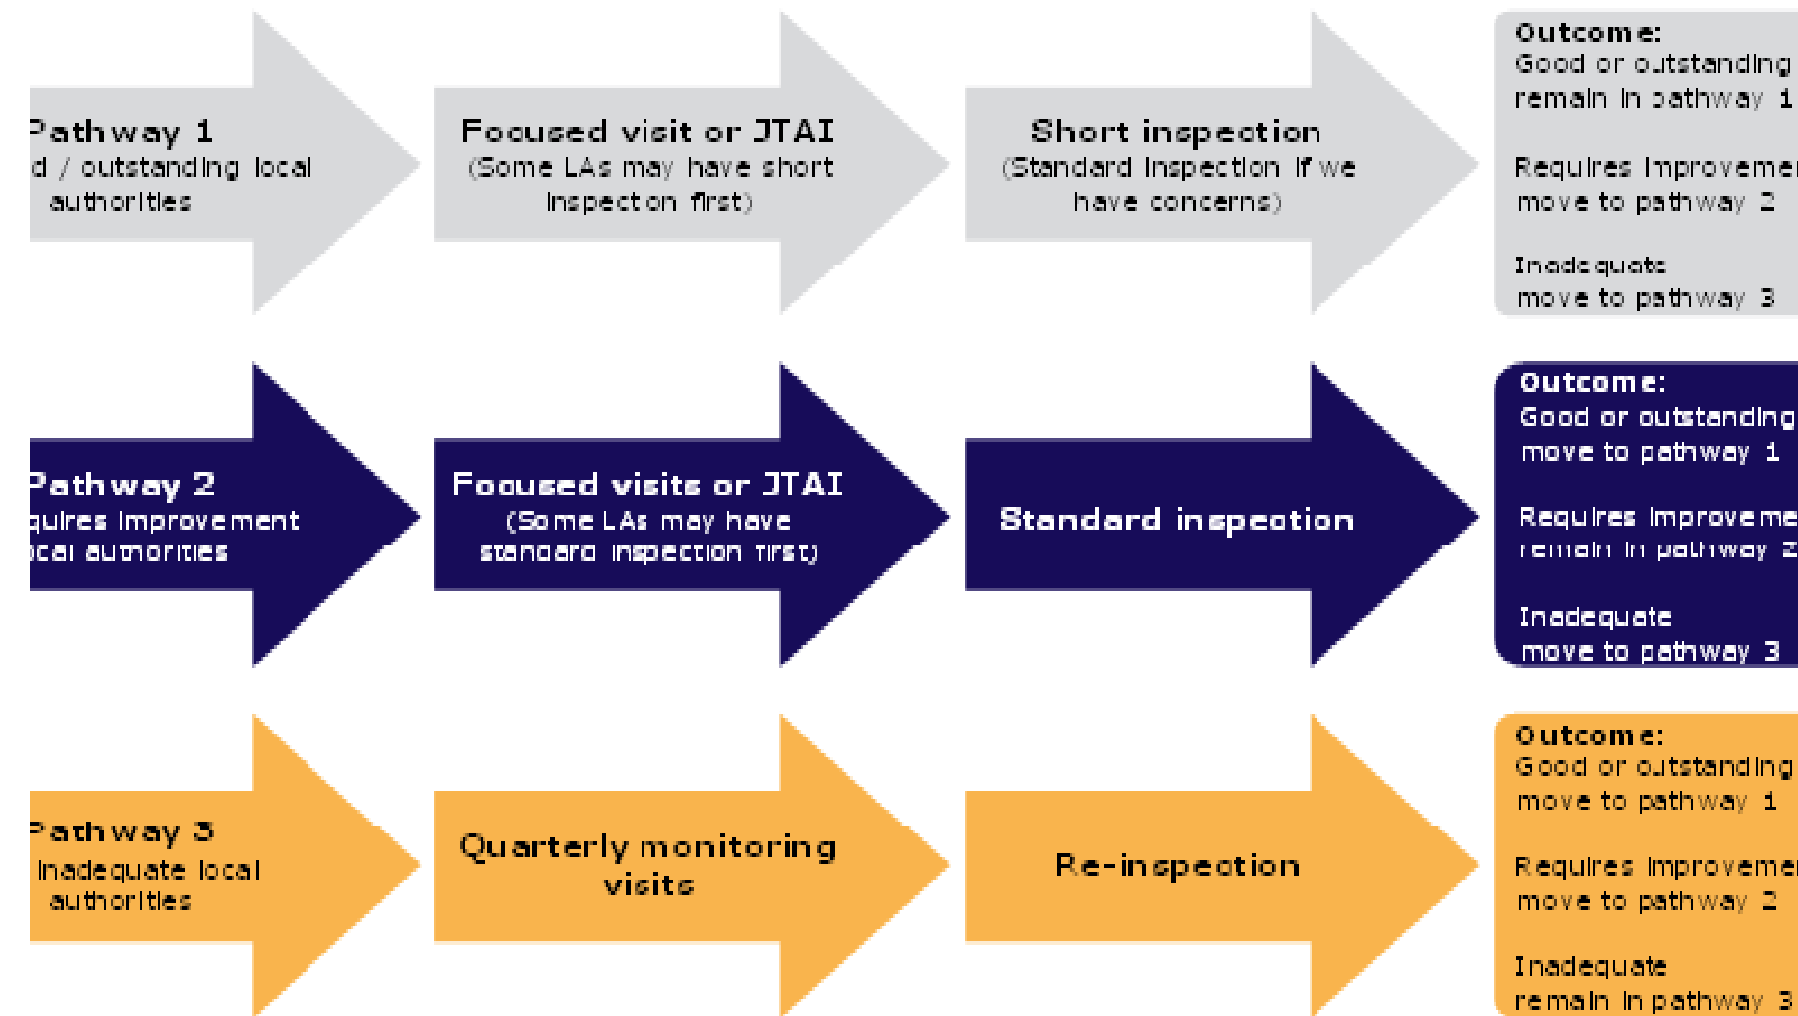 Pathway 1
d / outstanding local
authorities
Focused visit or JTAI
(Some LAs may have short
inspection first)
Short inspection
(Standard inspection if we
have concerns)
Outcome:
Good or outstanding
remain in pathway 1
Requires improvemen
move to pathway 2
Inadequate
move to pathway 3
Pathway 2
quires improvement
ocal authorities
Focused visits or JTAI
(Some LAs may have
standard inspection first)
Standard inspection
Outcome:
Good or outstanding
move to pathway 1
Requires improveme
remain in pathway 2
Inadequate
move to pathway 3
Pathway 3
inadequate local
authorities
Quarterly monitoring
visits
Re-inspection
Outcome:
Good or outstanding
move to pathway 1
Requires improvemen
move to pathway 2
Inadequate
remain in pathway 3